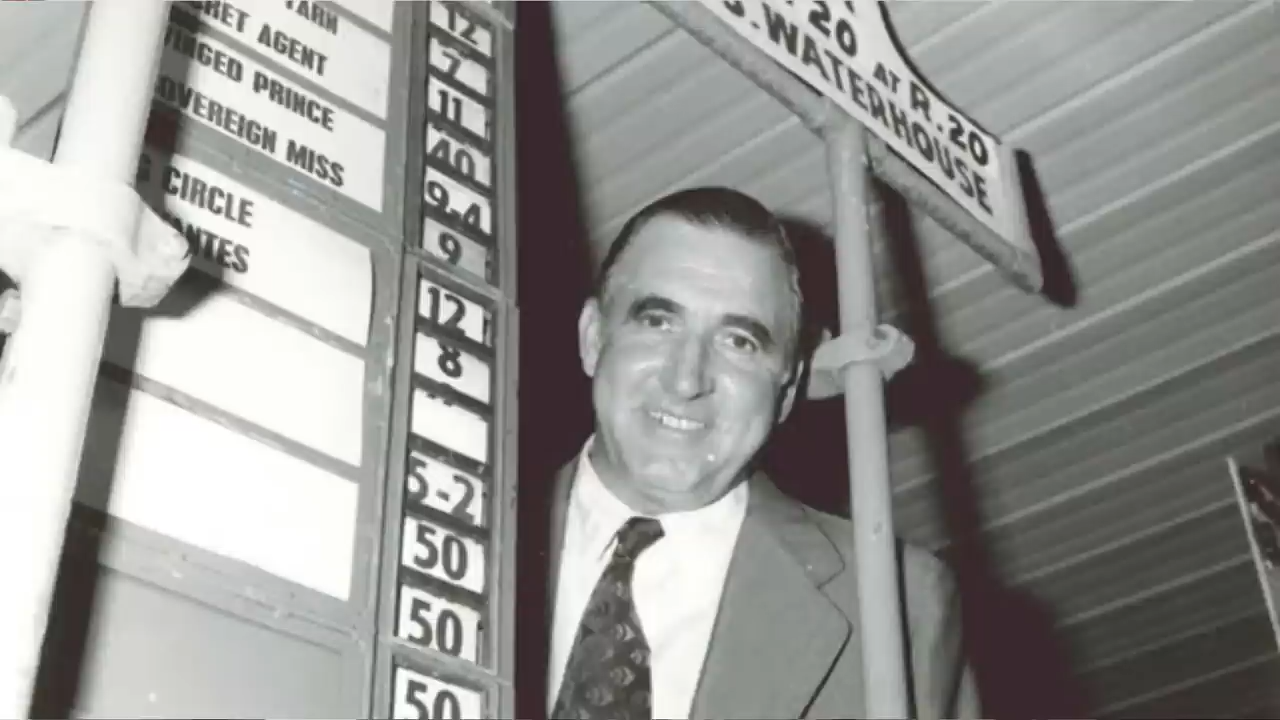 SECRET AGENT
WINGED PRINCE
SOVEREIGN MISS
CIRCLE
12
7
11
40
9-4
9
12
8
5-2
50
50
50
20 AT R.20
WATERHOUSE